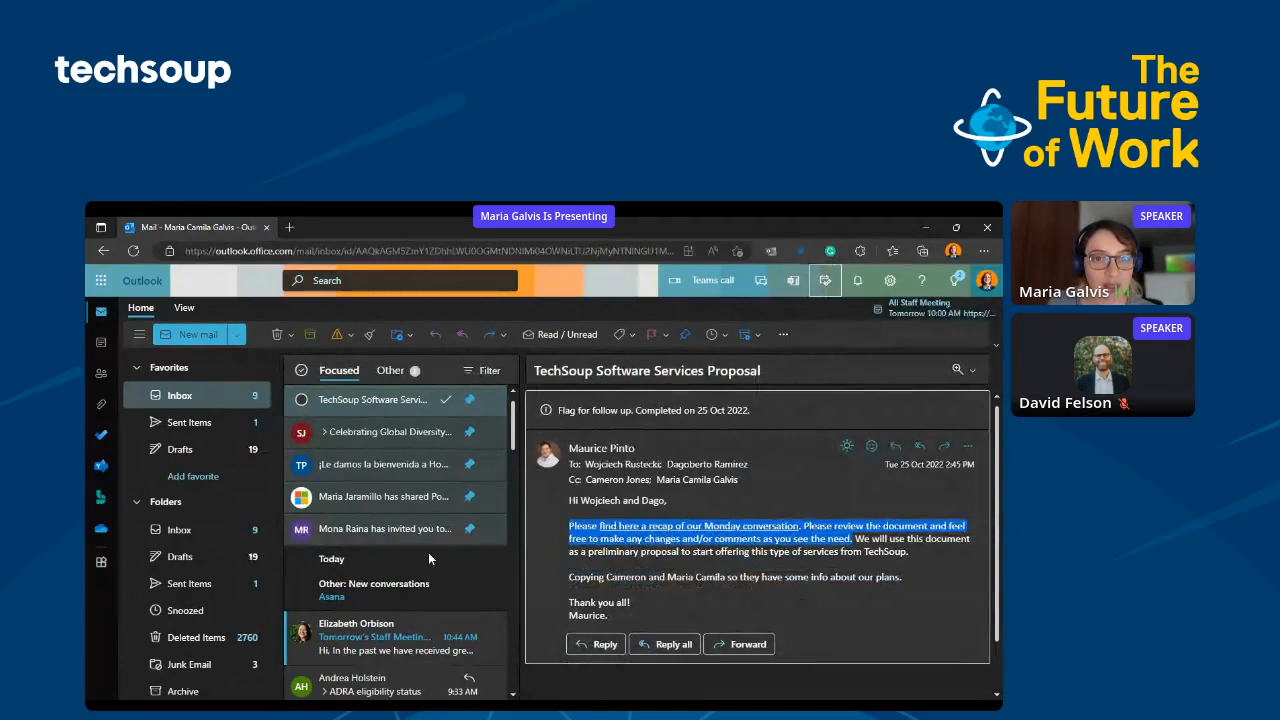 techsoup
The
Future
of Work
Maria Galvis Is Presenting
Mail - Maria Camila Galvis - Out
https://outlook.office.com/mail/inbox/id/
Outlook
Search
Teams call
Home
View
All Staff Meeting
Tomorrow 10:00 AM https://...
New mail
Read / Unread
Favorites
Inbox 9
Sent Items 1
Drafts 19
Add favorite
Folders
Inbox 9
Drafts 19
Sent Items 1
Snoozed
Deleted Items 2760
Junk Email 3
Archive
Focused
Other
Filter
TechSoup Software Servi...
SJ
> Celebrating Global Diversity...
TP
¡Le damos la bienvenida a Ho...
Maria Jaramillo has shared Po...
MR
Mona Raina has invited you to...
Today
Other: New conversations
Asana
Elizabeth Orbison
Tomorrow's Staff Meetin... 10:44 AM
Hi, In the past we have received gre...
AH
Andrea Holstein
> ADRA eligibility status 9:33 AM
TechSoup Software Services Proposal
Flag for follow up. Completed on 25 Oct 2022.
Maurice Pinto
To: Wojciech Rustecki; Dagoberto Ramirez
Cc: Cameron Jones; Maria Camila Galvis
Tue 25 Oct 2022 2:45 PM
Hi Wojciech and Dago,
Please find here a recap of our Monday conversation. Please review the document and feel
free to make any changes and/or comments as you see the need. We will use this document
as a preliminary proposal to start offering this type of services from TechSoup.
Copying Cameron and Maria Camila so they have some info about our plans.
Thank you all!
Maurice.
Reply
Reply all
Forward
SPEAKER
Maria Galvis
SPEAKER
David Felson